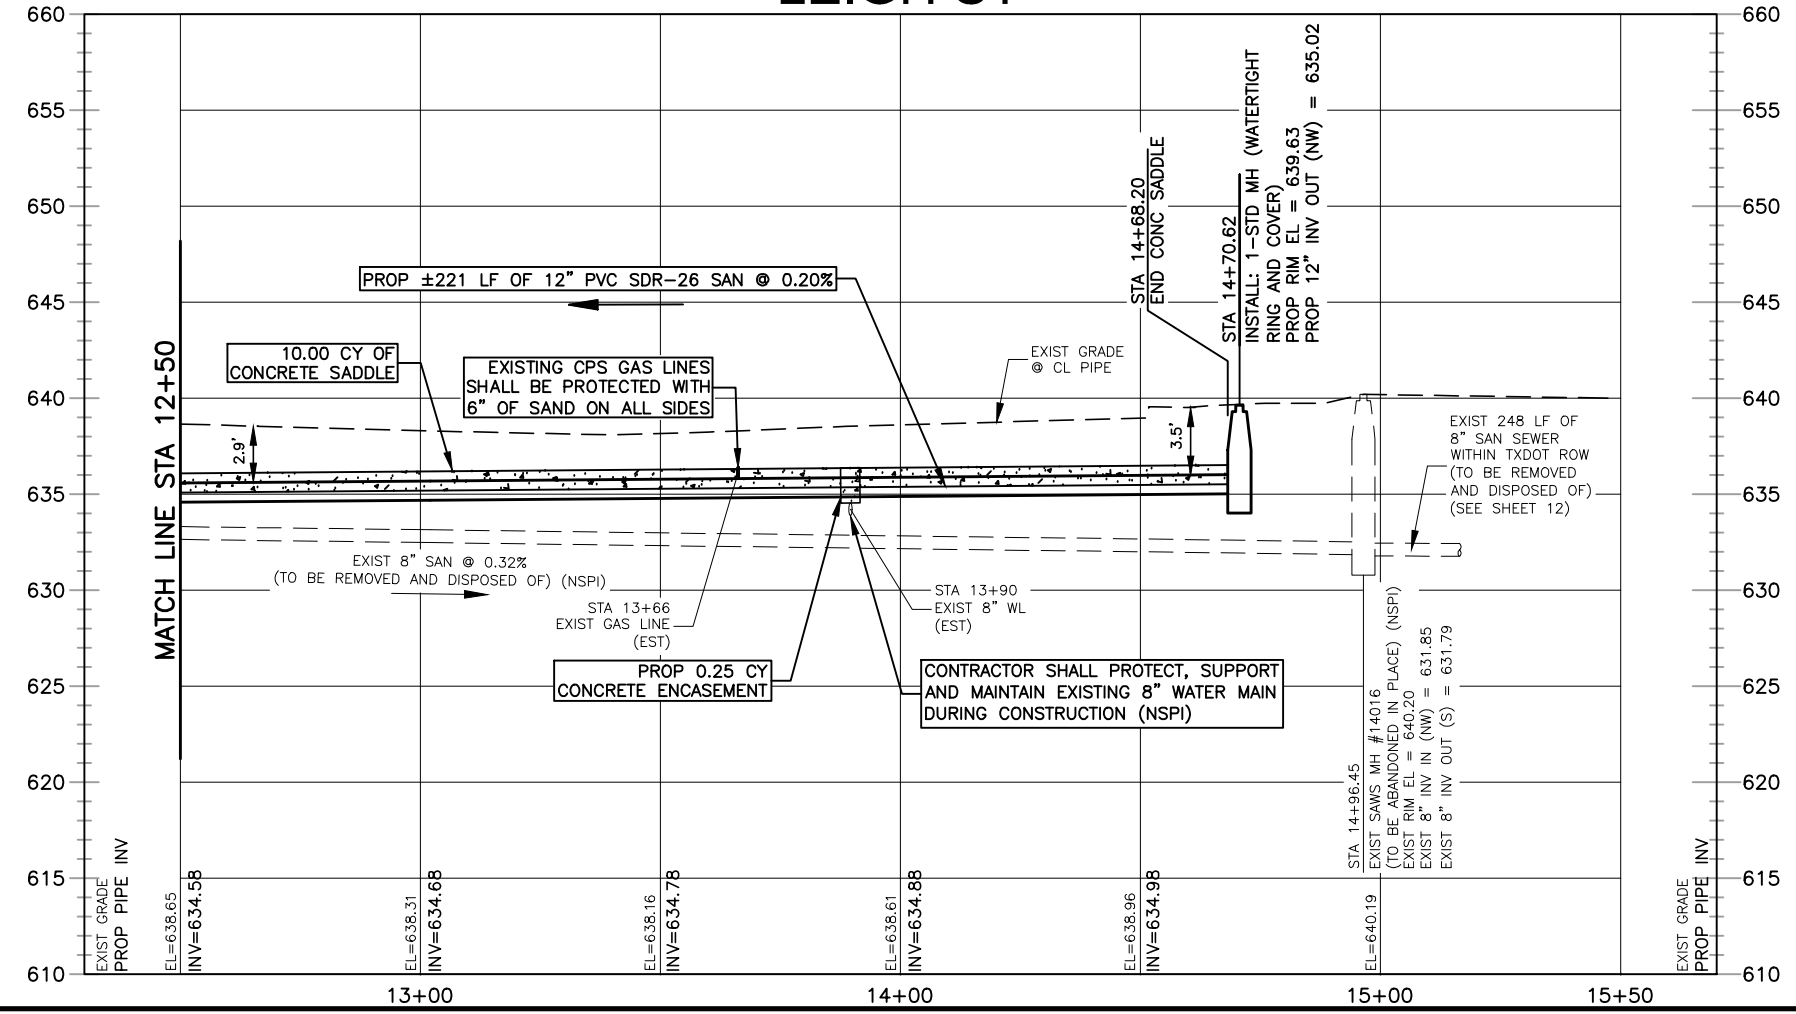 660
655
650
645
640
635
630
625
620
615
610
660
655
650
645
640
635
630
625
620
615
610
MATCH LINE STA 12+50
PROP ±221 LF OF 12" PVC SDR-26 SAN @ 0.20%
10.00 CY OF
CONCRETE SADDLE
EXISTING CPS GAS LINES
SHALL BE PROTECTED WITH
6" OF SAND ON ALL SIDES
2.9'
STA 14+68.20
END CONC SADDLE
STA 14+70.62
INSTALL: 1-STD MH (WATERTIGHT
RING AND COVER)
PROP RIM EL = 639.63
PROP 12" INV OUT (NW) = 635.02
EXIST GRADE
@ CL PIPE
3.5'
EXIST 248 LF OF
8" SAN SEWER
WITHIN TXDOT ROW
(TO BE REMOVED
AND DISPOSED OF)
(SEE SHEET 12)
EXIST 8" SAN @ 0.32%
(TO BE REMOVED AND DISPOSED OF) (NSPI)
STA 13+66
EXIST GAS LINE
(EST)
STA 13+90
EXIST 8" WL
(EST)
PROP 0.25 CY
CONCRETE ENCASEMENT
CONTRACTOR SHALL PROTECT, SUPPORT
AND MAINTAIN EXISTING 8" WATER MAIN
DURING CONSTRUCTION (NSPI)
STA 14+96.45
EXIST SAWS MH #14016
(TO BE ABANDONED IN PLACE) (NSPI)
EXIST RIM EL = 640.20
EXIST 8" INV IN (NW) = 631.85
EXIST 8" INV OUT (S) = 631.79
EXIST GRADE
PROP PIPE INV
EL=638.65
INV=634.58
EL=638.31
INV=634.68
EL=638.16
INV=634.78
EL=638.61
INV=634.88
EL=638.96
INV=634.98
EL=640.19
EXIST GRADE
PROP PIPE INV
13+00
14+00
15+00
15+50